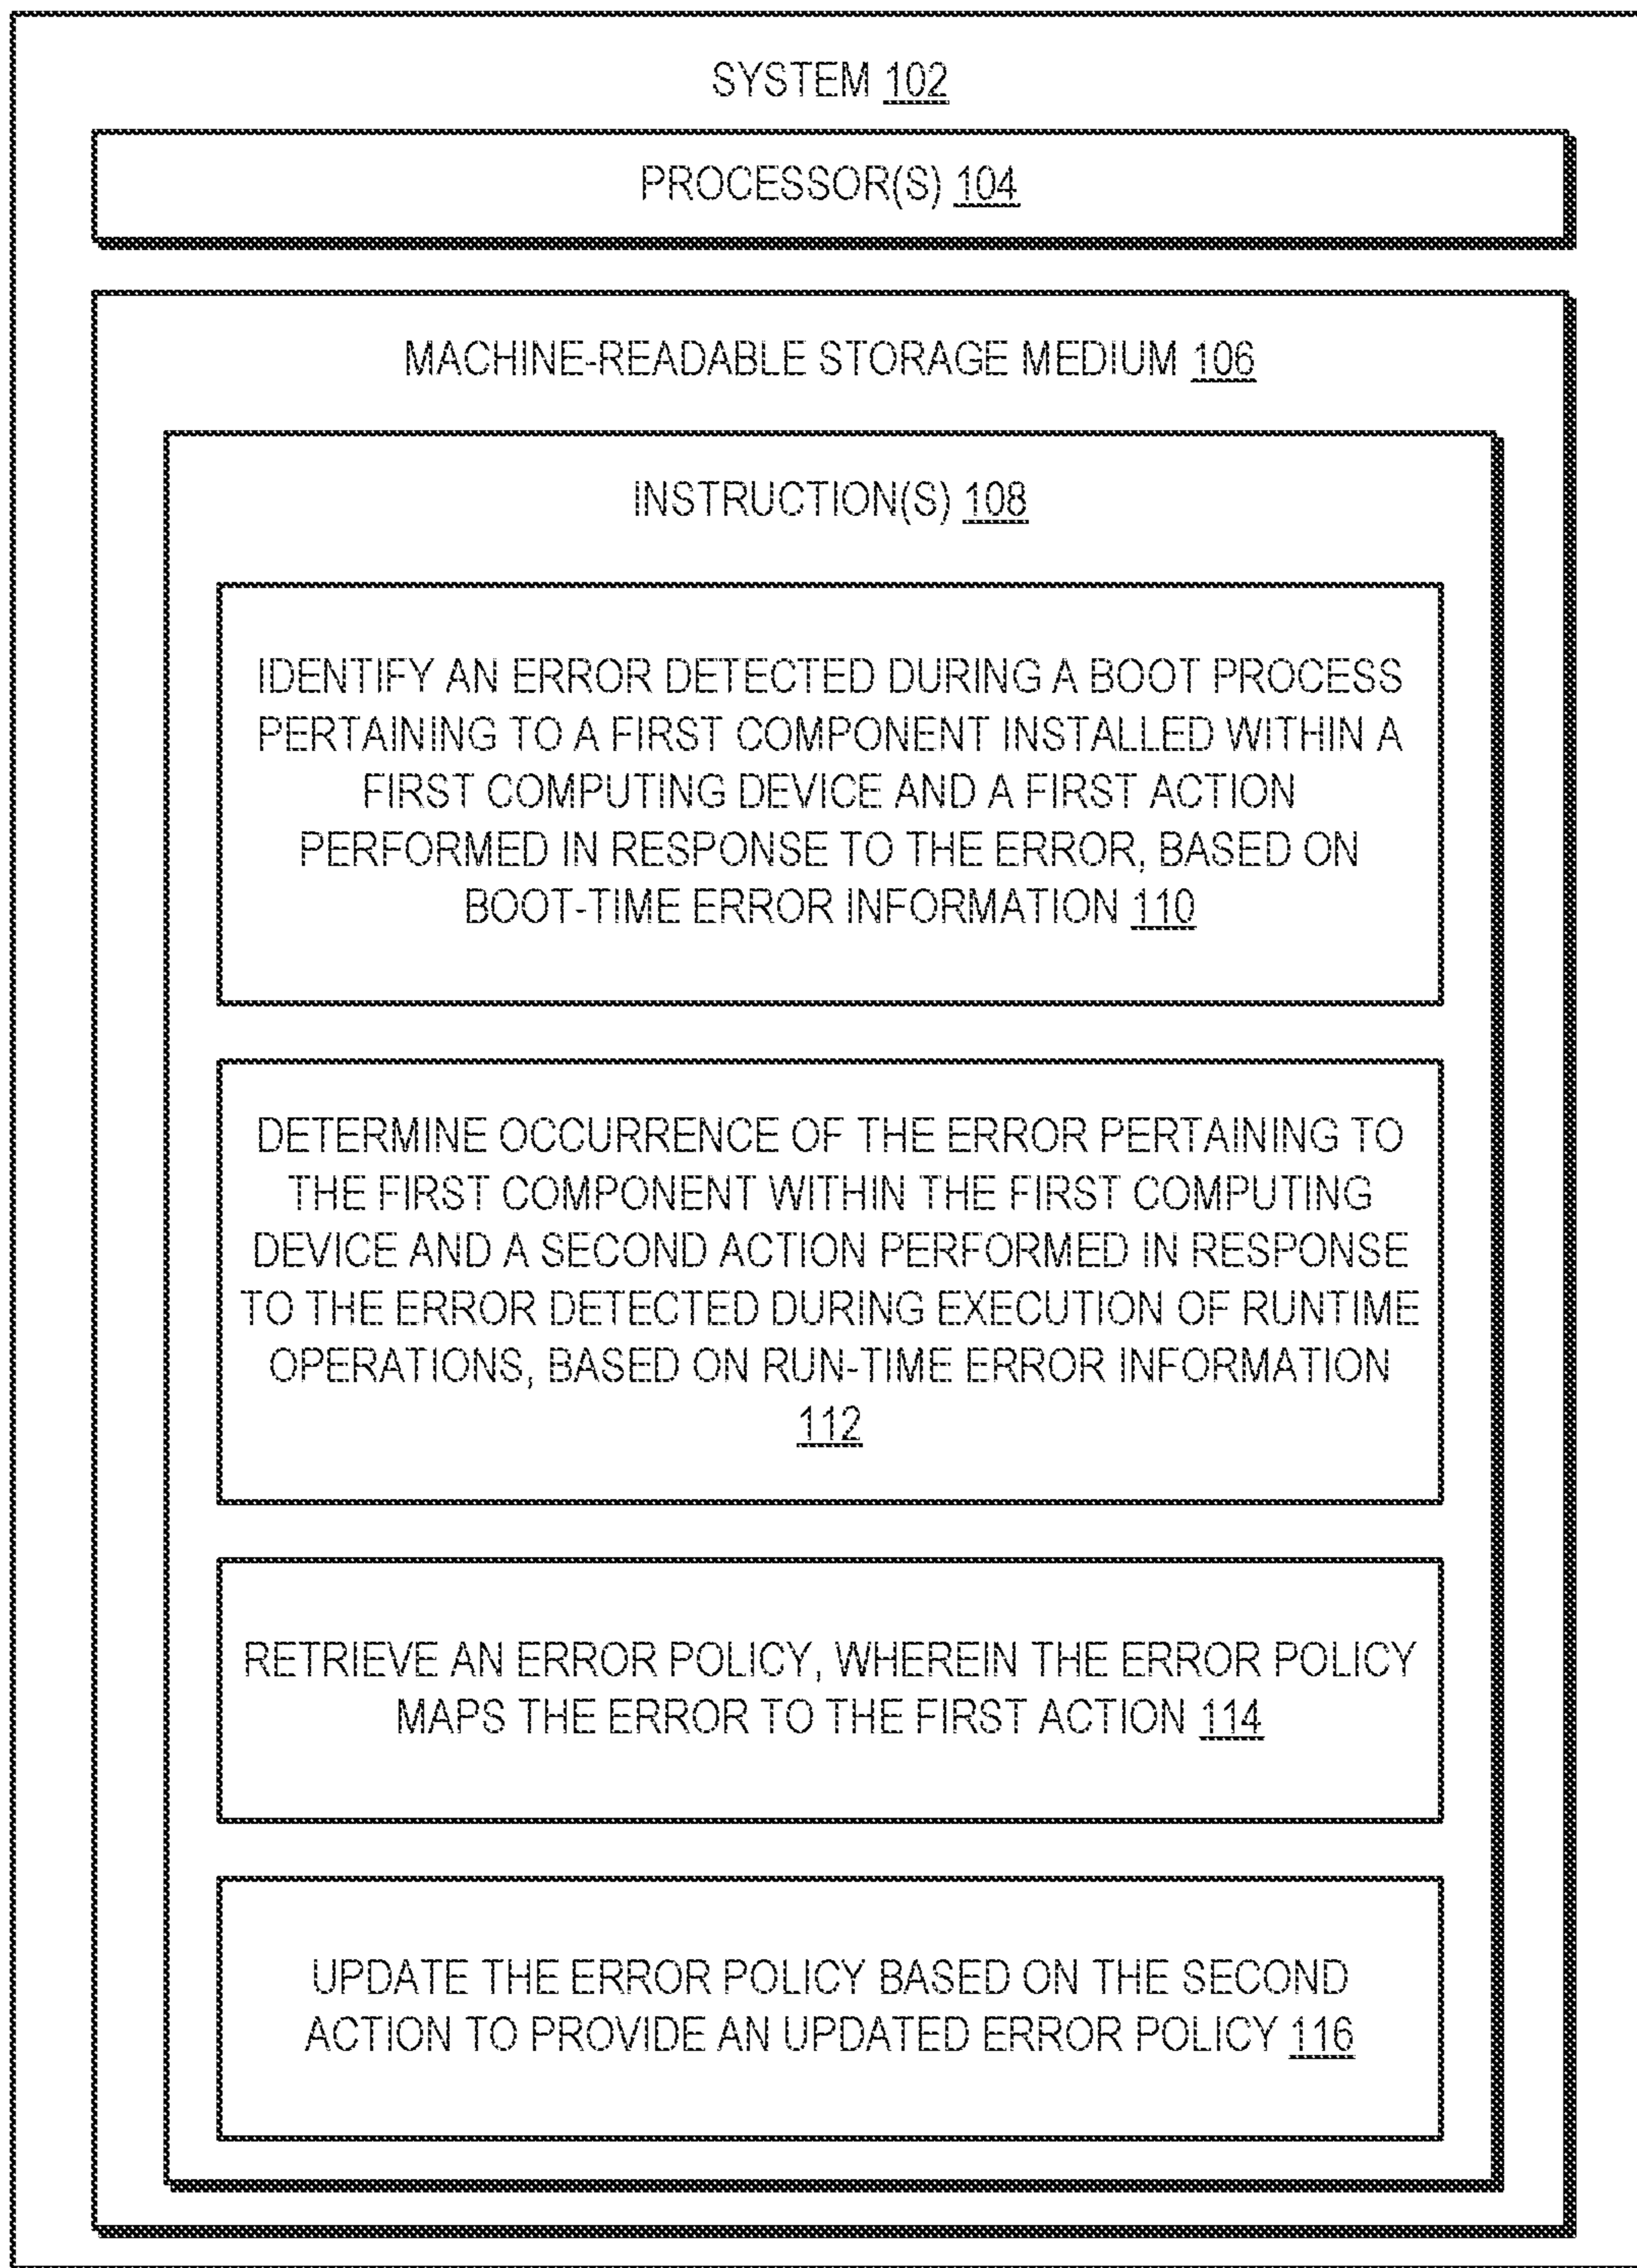 SYSTEM 102
PROCESSOR(S) 104
MACHINE-READABLE STORAGE MEDIUM 106
INSTRUCTION(S) 108
IDENTIFY AN ERROR DETECTED DURING A BOOT PROCESS
PERTAINING TO A FIRST COMPONENT INSTALLED WITHIN A
FIRST COMPUTING DEVICE AND A FIRST ACTION
PERFORMED IN RESPONSE TO THE ERROR, BASED ON
BOOT-TIME ERROR INFORMATION 110
DETERMINE OCCURRENCE OF THE ERROR PERTAINING TO
THE FIRST COMPONENT WITHIN THE FIRST COMPUTING
DEVICE AND A SECOND ACTION PERFORMED IN RESPONSE
TO THE ERROR DETECTED DURING EXECUTION OF RUNTIME
OPERATIONS, BASED ON RUN-TIME ERROR INFORMATION
112
RETRIEVE AN ERROR POLICY, WHEREIN THE ERROR POLICY
MAPS THE ERROR TO THE FIRST ACTION 114
UPDATE THE ERROR POLICY BASED ON THE SECOND
ACTION TO PROVIDE AN UPDATED ERROR POLICY 116